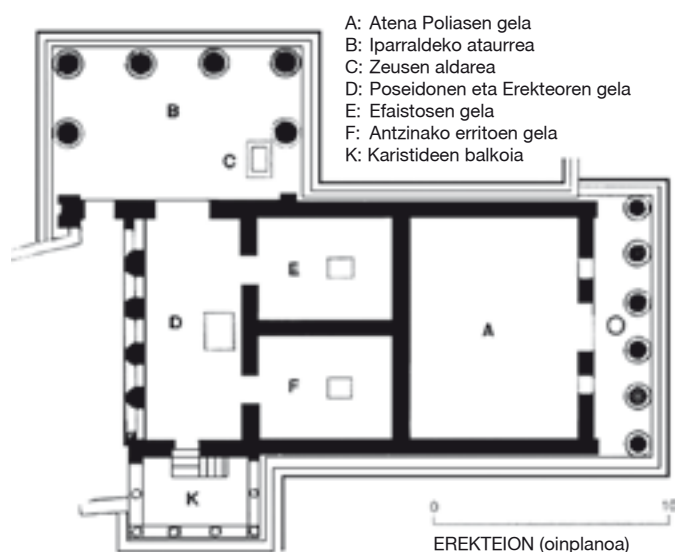 A: Atena Poliasen gela
B: Iparraldeko ataurrea
C: Zeusen aldarea
D: Poseidonen eta Erekteoren gela
E: Efaistosen gela
F: Antzinako erritoen gela
K: Karistideen balkoia
B
C
E
D
A
F
K
0
10
EREKTEION (oinplanoa)